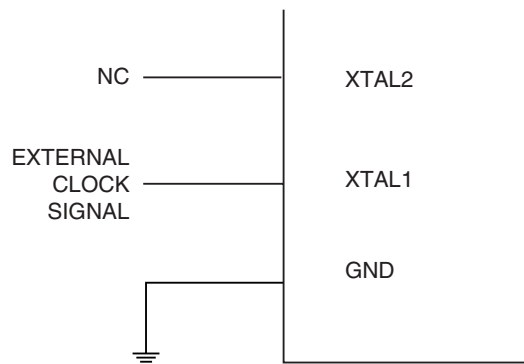 NC
XTAL2
EXTERNAL
CLOCK
SIGNAL
XTAL1
GND